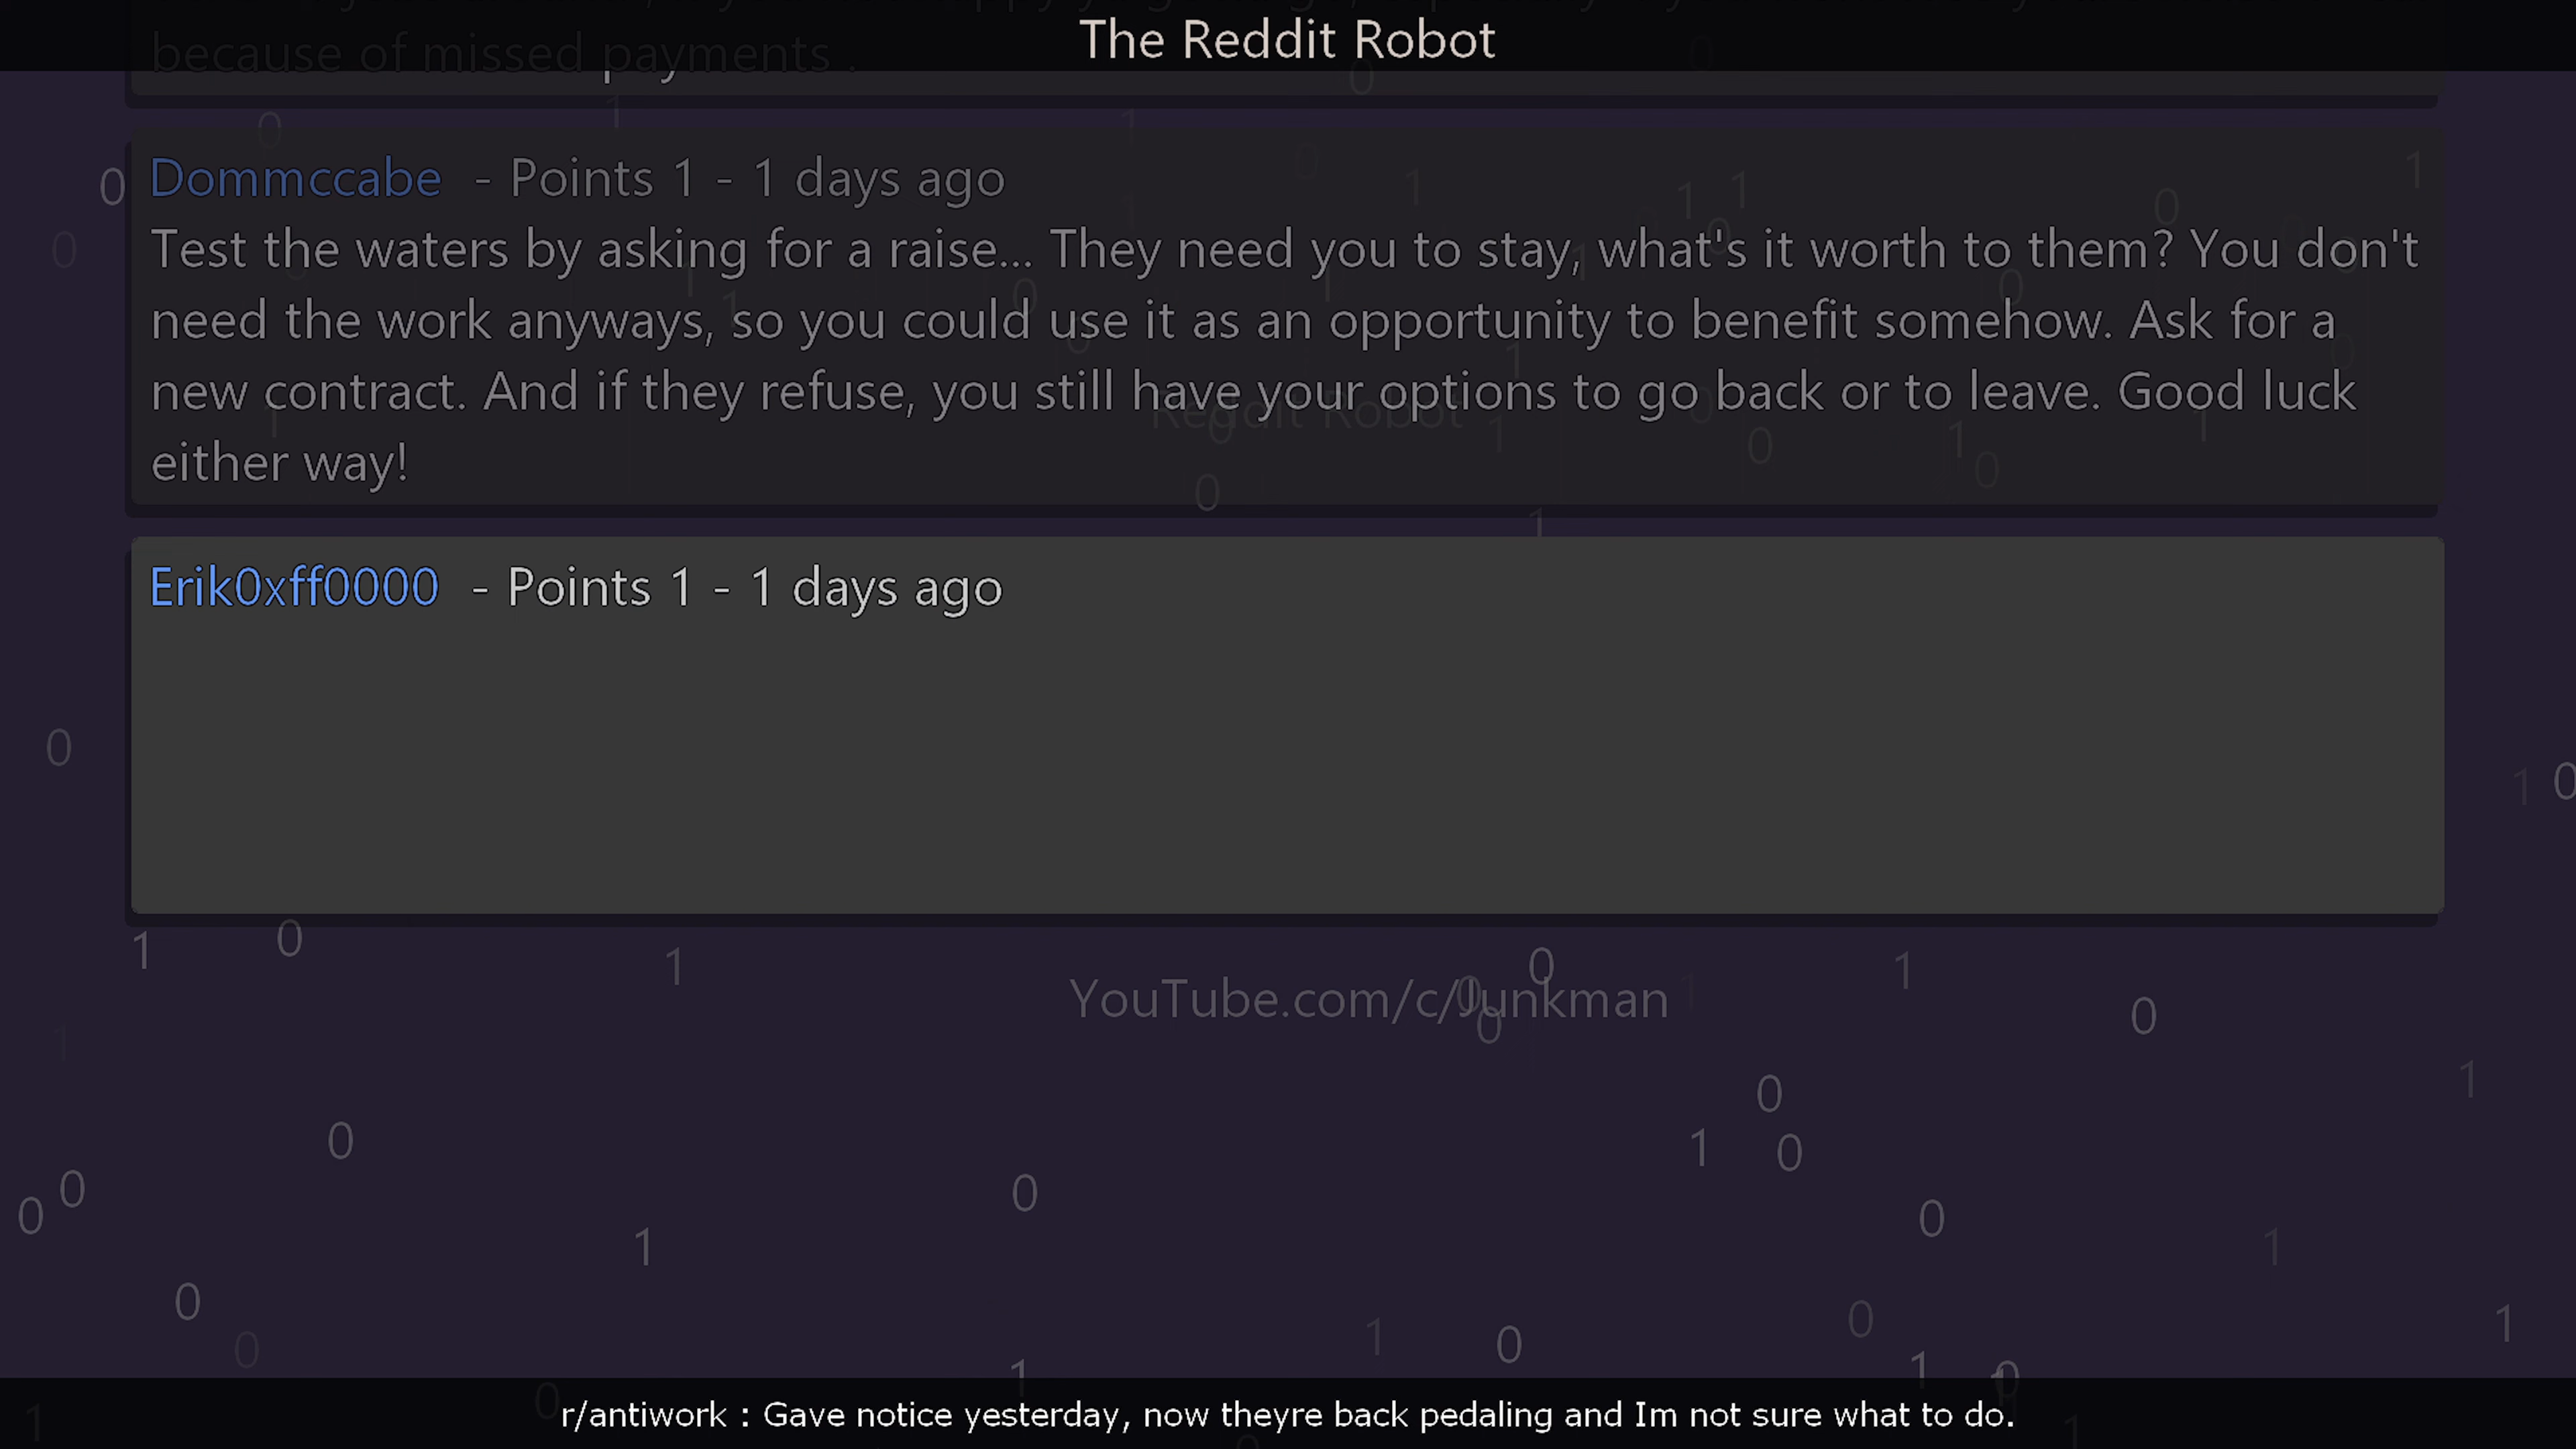 The Reddit Robot
because of missed payments .
Dommccabe - Points 1 - 1 days ago
Test the waters by asking for a raise... They need you to stay, what's it worth to them? You don't
need the work anyways, so you could use it as an opportunity to benefit somehow. Ask for a
new contract. And if they refuse, you still have your options to go back or to leave. Good luck
either way!
Reddit Robot
Erik0xff0000 - Points 1 - 1 days ago
YouTube.com/c/Junkman
r/antiwork : Gave notice yesterday, now theyre back pedaling and Im not sure what to do.